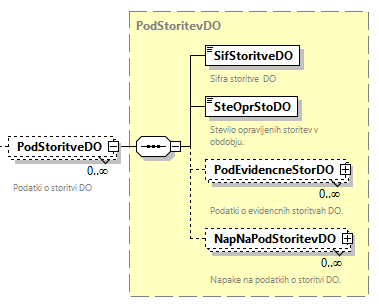 PodStoritevDO
SifStoritveDO
Sifra storitve DO
SteOprStoDO
Stevilo opravljenih storitev v
obdobju.
PodStoritveDO
0..∞
Podatki o storitvi DO
PodEvidencneStorDO
0..∞
Podatki o evidencnih storitvah DO.
NapNaPodStoritevDO
0..∞
Napake na podatkih o storitvi DO.